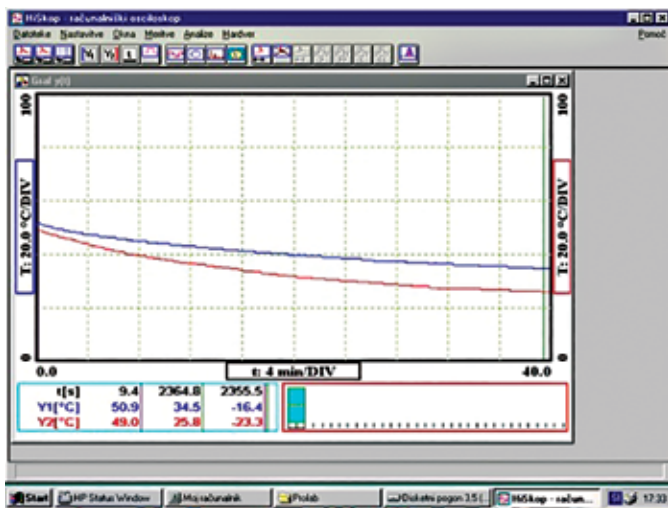 HiSkop - računalniški osciloskop
Datoteke Nastavitve Okna Meritve Analize Hardver Pomoč
Graf y(t)
100
100
T: 20.0 °C/DIV
T: 20.0 °C/DIV
0
0
0.0 t: 4 min/DIV 40.0
t[s] 9.4 2364.8 2355.5
Y1[°C] 50.9 34.5 -16.4
Y2[°C] 49.0 25.8 -23.3
Start HP Status Window Moj računalnik Prolab Disketni pogon 3,5 (... HiSkop - račun... 17:33